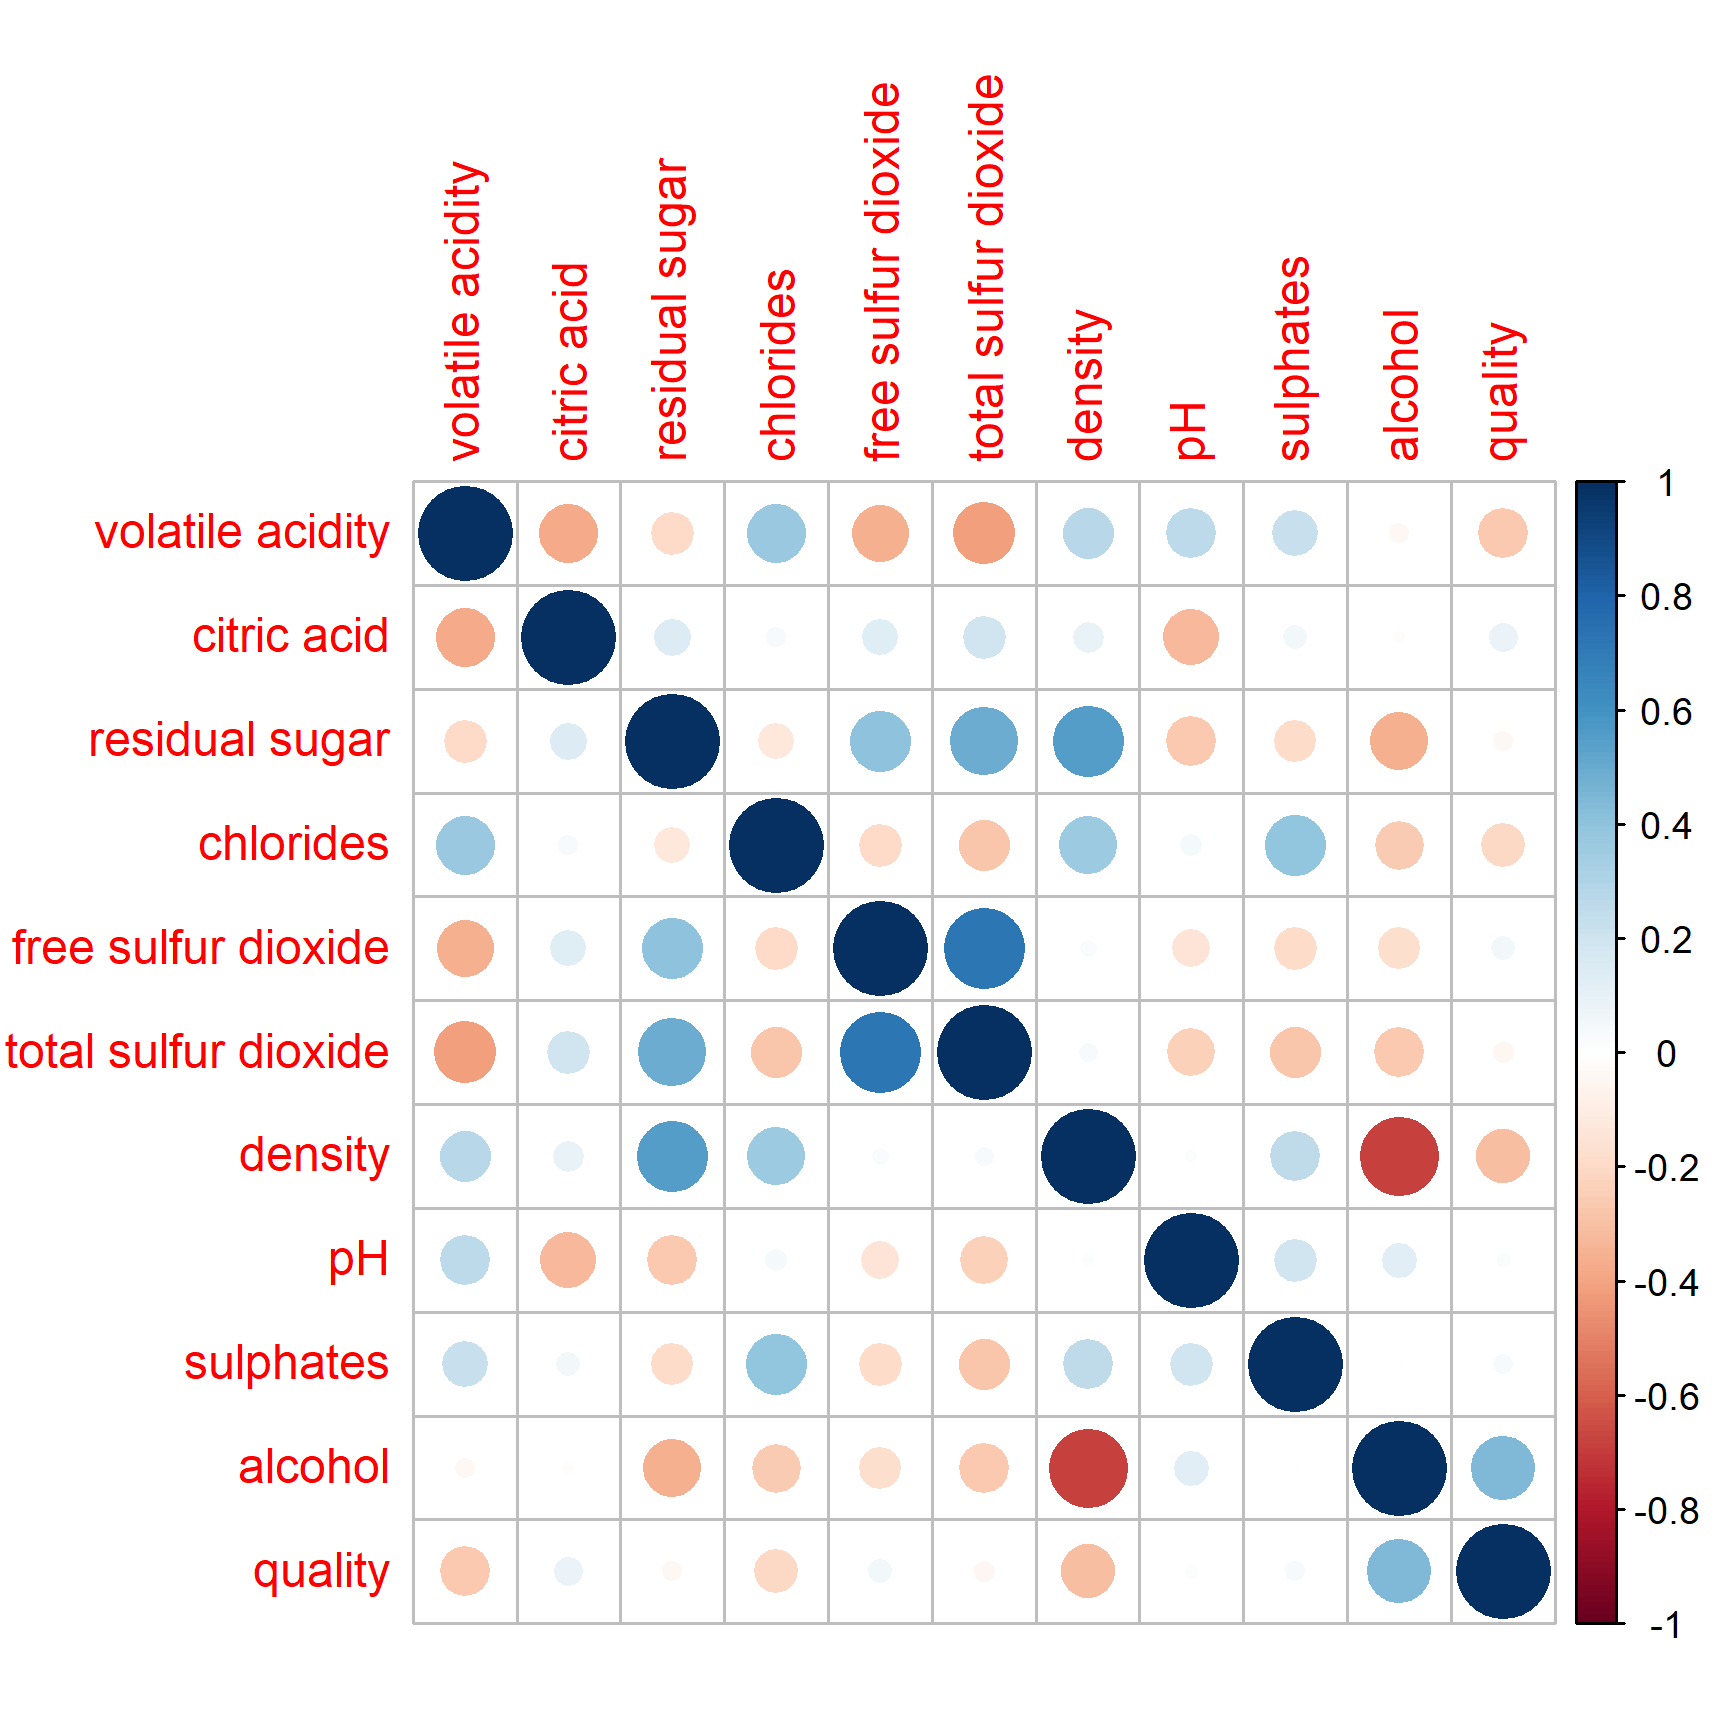 volatile acidity
citric acid
residual sugar
chlorides
free sulfur dioxide
total sulfur dioxide
density
pH
sulphates
alcohol
quality
volatile acidity
citric acid
residual sugar
chlorides
free sulfur dioxide
total sulfur dioxide
density
pH
sulphates
alcohol
quality
1
0.8
0.6
0.4
0.2
0
-0.2
-0.4
-0.6
-0.8
-1